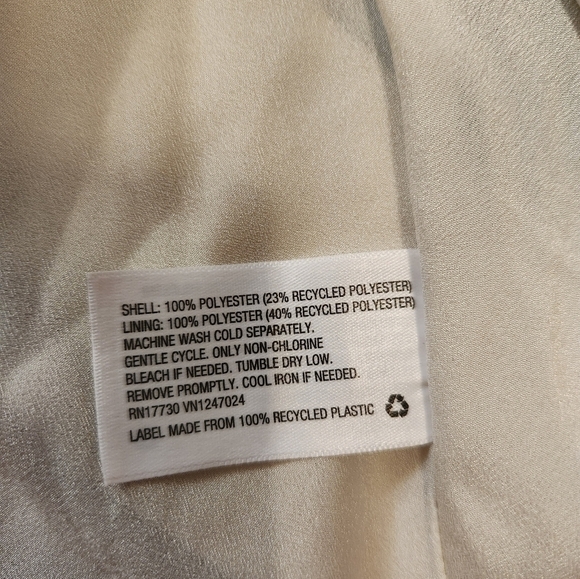 SHELL: 100% POLYESTER (23% RECYCLED POLYESTER)
LINING: 100% POLYESTER (40% RECYCLED POLYESTER)
MACHINE WASH COLD SEPARATELY.
GENTLE CYCLE. ONLY NON-CHLORINE
BLEACH IF NEEDED. TUMBLE DRY LOW.
REMOVE PROMPTLY. COOL IRON IF NEEDED.
RN17730 VN1247024
LABEL MADE FROM 100% RECYCLED PLASTIC